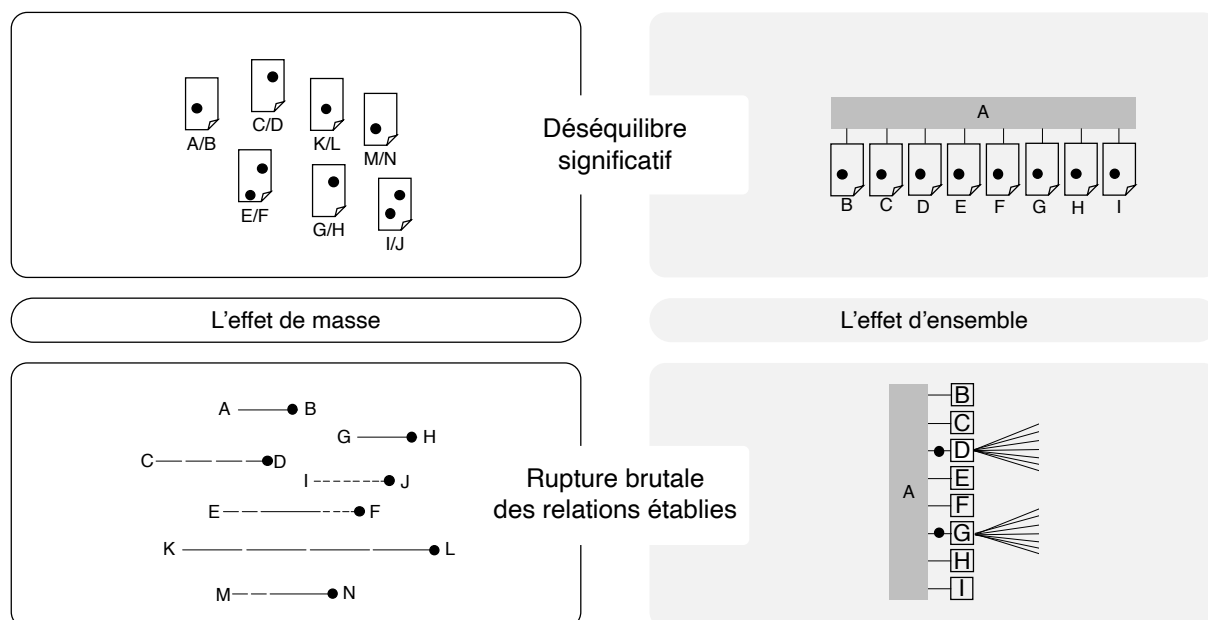 A/B
C/D
K/L
M/N
E/F
G/H
I/J
Déséquilibre
significatif
A
B C D E F G H I
L'effet de masse
L'effet d'ensemble
A B
G H
C D
I J
E F
K L
M N
Rupture brutale
des relations établies
A
B
C
D
E
F
G
H
I